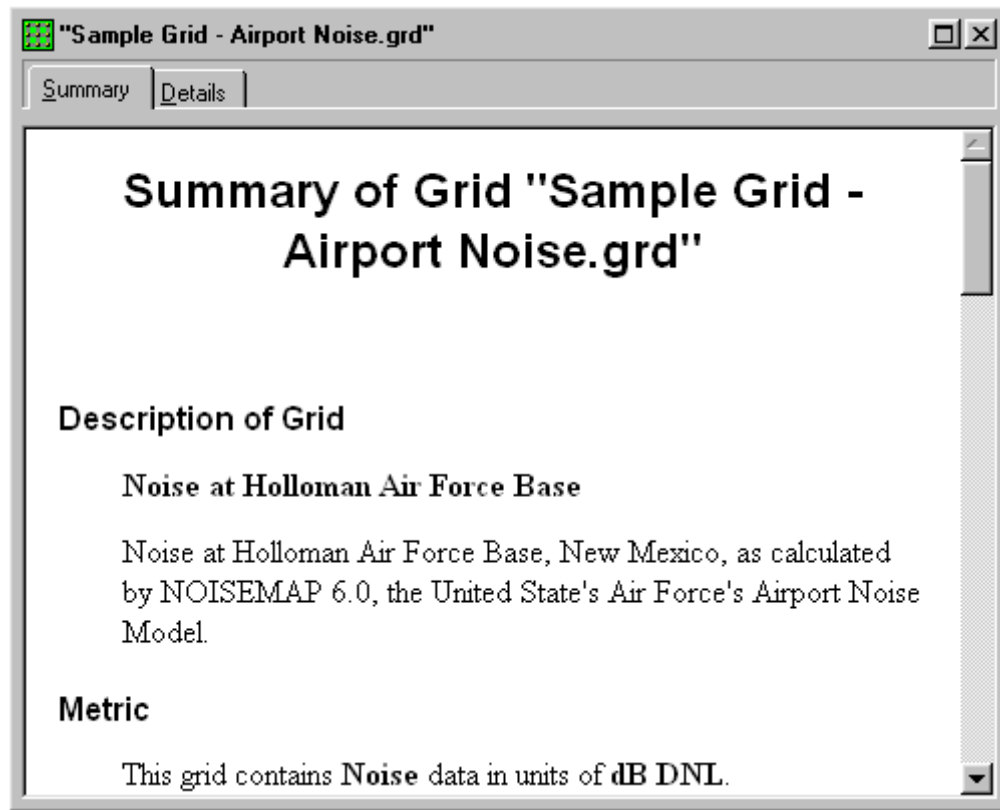 "Sample Grid - Airport Noise.grd"
Summary Details
Summary of Grid "Sample Grid -
Airport Noise.grd"
Description of Grid
Noise at Holloman Air Force Base
Noise at Holloman Air Force Base, New Mexico, as calculated
by NOISEMAP 6.0, the United State's Air Force's Airport Noise
Model.
Metric
This grid contains Noise data in units of dB DNL.